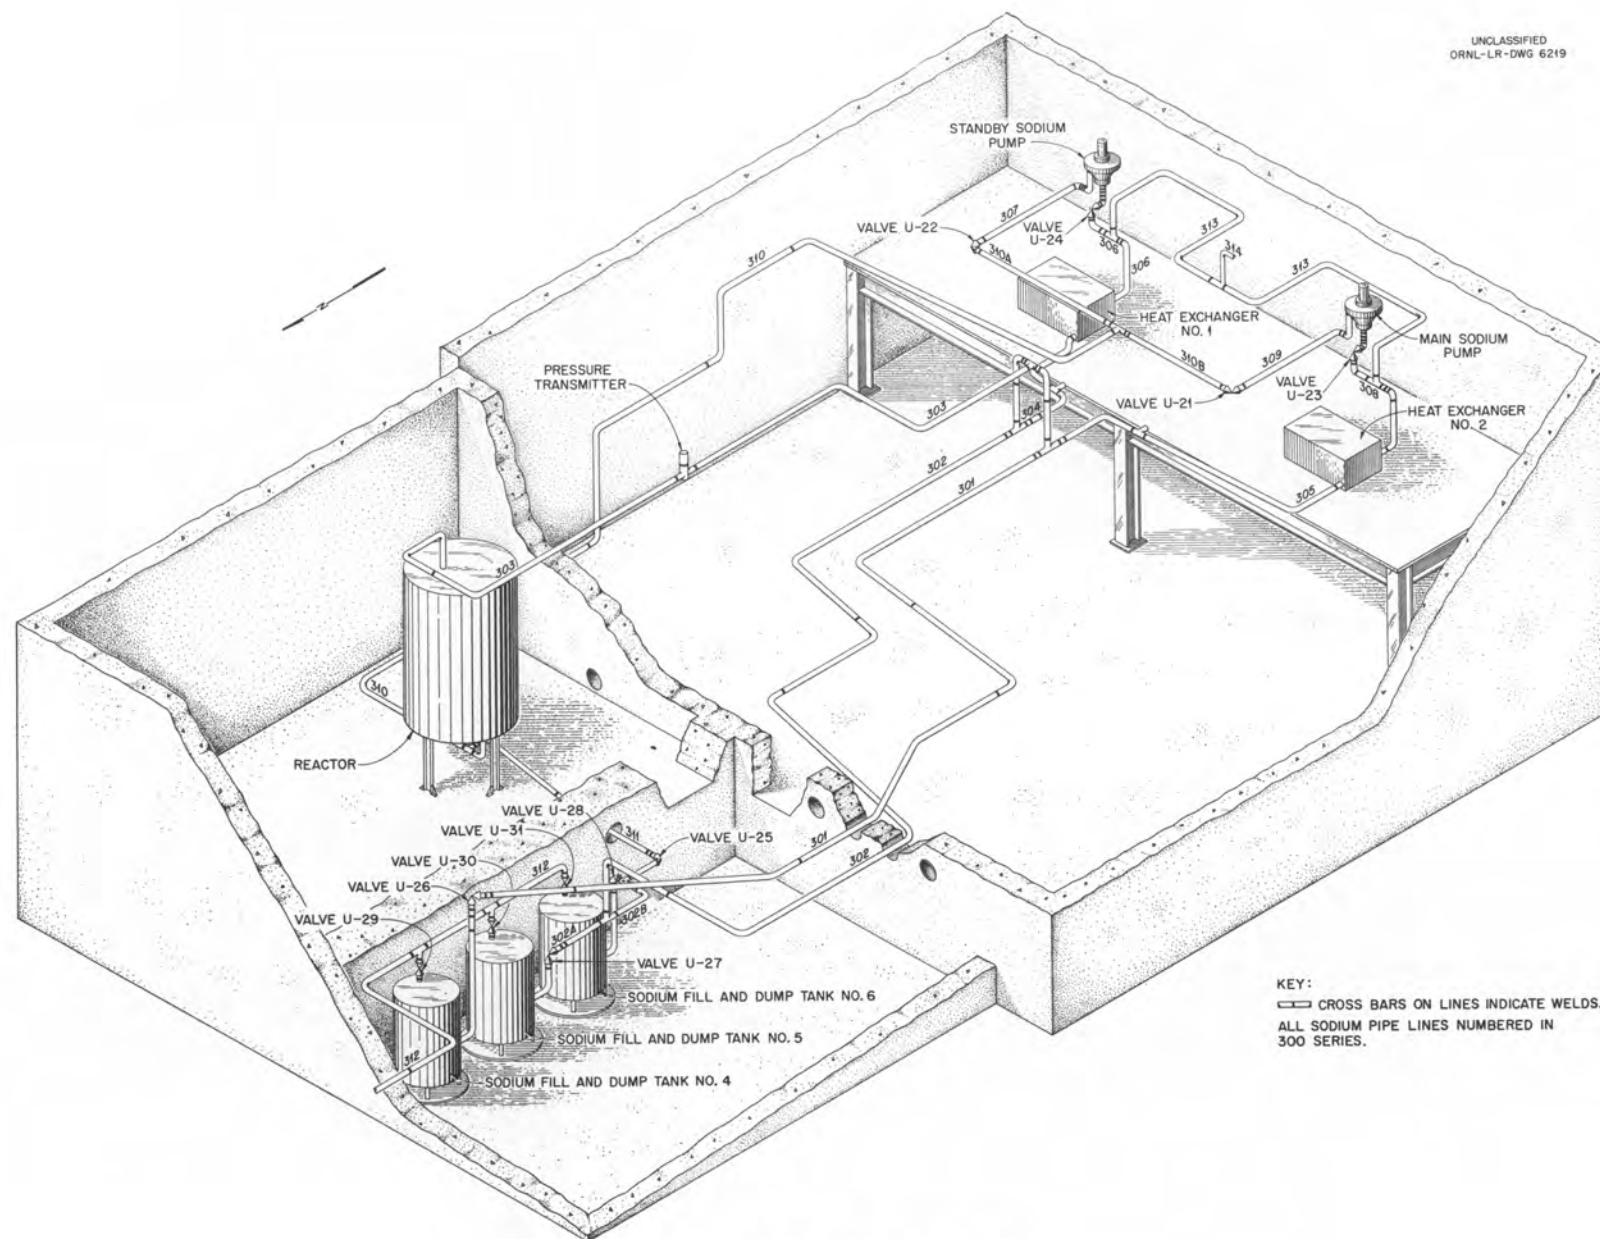 UNCLASSIFIED
ORNL-LR-DWG 6219
STANDBY SODIUM
PUMP
307
VALVE U-22
VALVE
U-24
306
306
313
313
314
310
310A
HEAT EXCHANGER
NO. 1
MAIN SODIUM
PUMP
310B
309
VALVE
U-23
308
VALVE U-21
HEAT EXCHANGER
NO. 2
305
PRESSURE
TRANSMITTER
303
304
302
301
303
310
REACTOR
VALVE U-28
VALVE U-31
311
VALVE U-25
301
302
VALVE U-30
312
VALVE U-26
VALVE U-29
302A
302B
VALVE U-27
SODIUM FILL AND DUMP TANK NO. 6
SODIUM FILL AND DUMP TANK NO. 5
312
SODIUM FILL AND DUMP TANK NO. 4
KEY:
CROSS BARS ON LINES INDICATE WELDS.
ALL SODIUM PIPE LINES NUMBERED IN
300 SERIES.